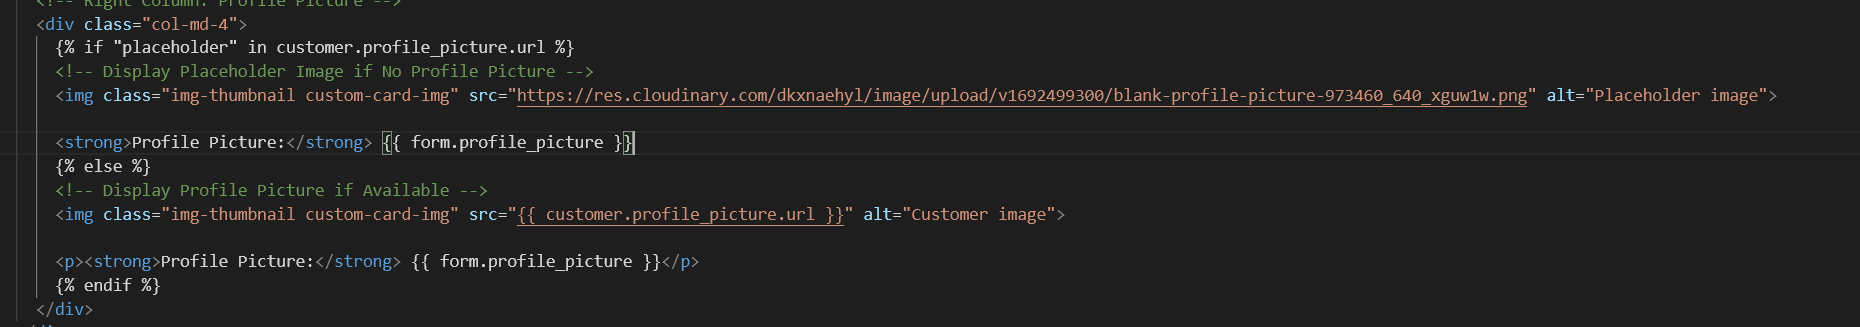 <!-- Right Column: Profile Picture -->
<div class="col-md-4">
{% if "placeholder" in customer.profile_picture.url %}
<!-- Display Placeholder Image if No Profile Picture -->
<img class="img-thumbnail custom-card-img" src="https://res.cloudinary.com/dkxnaehyl/image/upload/v1692499300/blank-profile-picture-973460_640_xguw1w.png" alt="Placeholder image">
<strong>Profile Picture:</strong> {{ form.profile_picture }}
{% else %}
<!-- Display Profile Picture if Available -->
<img class="img-thumbnail custom-card-img" src="{{ customer.profile_picture.url }}" alt="Customer image">
<p><strong>Profile Picture:</strong> {{ form.profile_picture }}</p>
{% endif %}
</div>